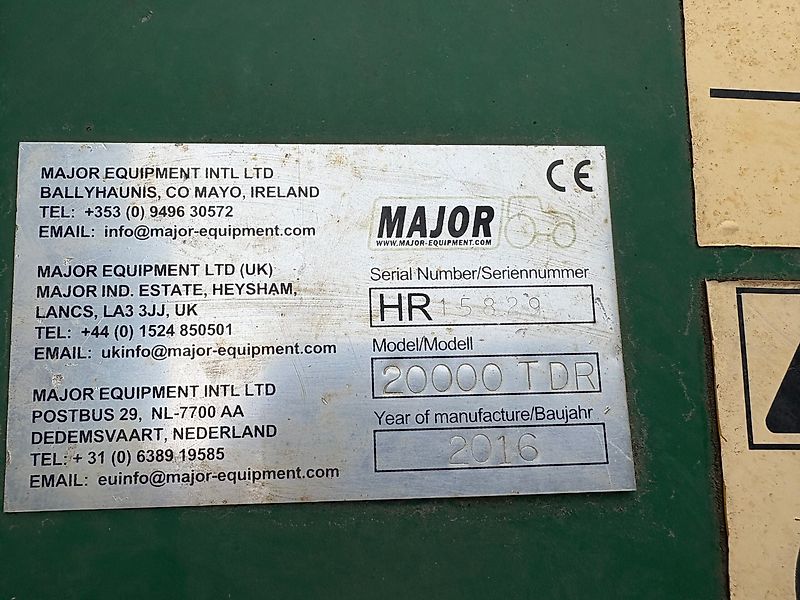 MAJOR EQUIPMENT INTL LTD
BALLYHAUNIS, CO MAYO, IRELAND
TEL: +353 (0) 9496 30572
EMAIL: info@major-equipment.com
MAJOR EQUIPMENT LTD (UK)
MAJOR IND. ESTATE, HEYSHAM,
LANCS, LA3 3JJ, UK
TEL: +44 (0) 1524 850501
EMAIL: ukinfo@major-equipment.com
MAJOR EQUIPMENT INTL LTD
POSTBUS 29, NL-7700 AA
DEDEMSVAART, NEDERLAND
TEL: + 31 (0) 6389 19585
EMAIL: euinfo@major-equipment.com
CE
MAJOR
WWW.MAJOR-EQUIPMENT.COM
Serial Number/Seriennummer
HR15829
Model/Modell
20000 TDR
Year of manufacture/Baujahr
2016